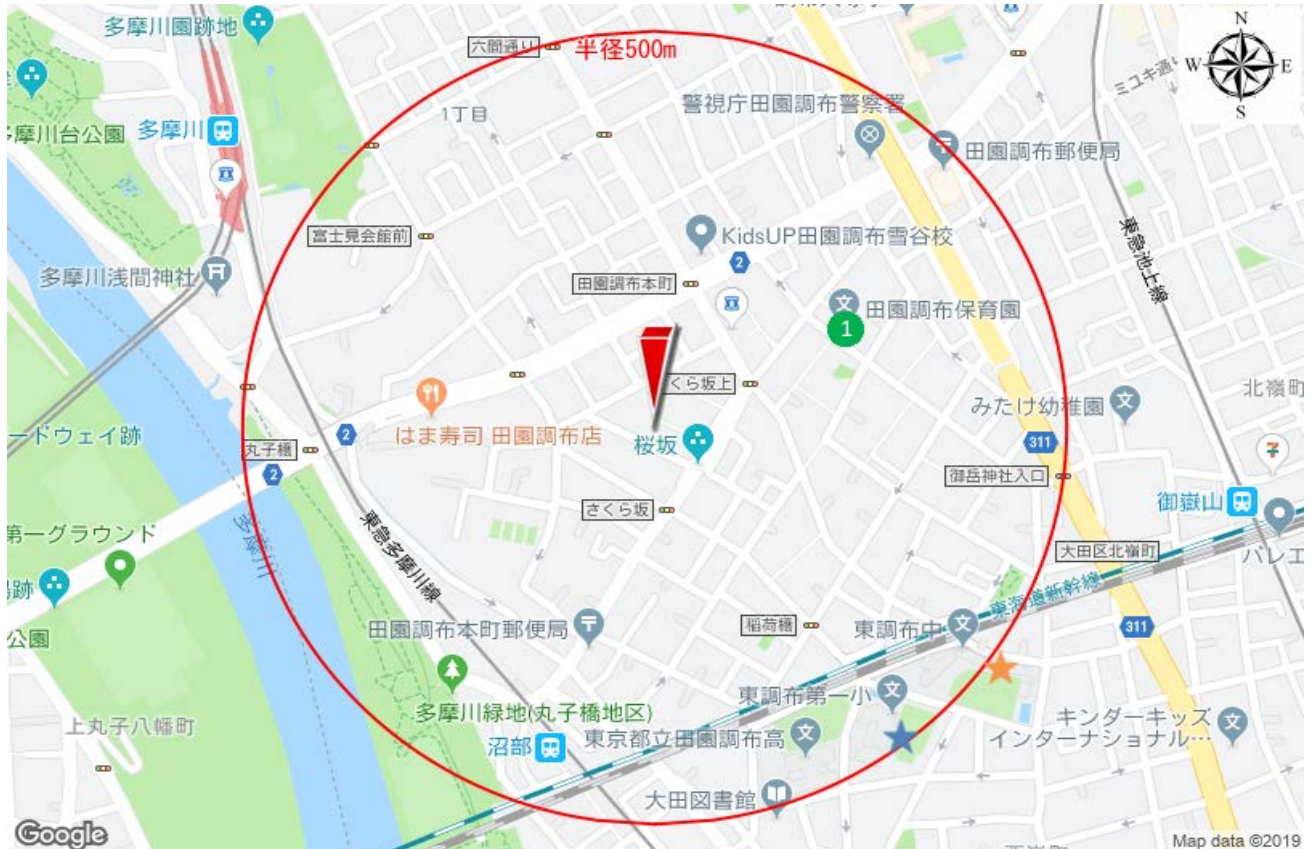 多摩川園跡地
六間通り
半径500m
N
W
E
S
ミユキ通り
1丁目
警視庁田園調布警察署
多摩川
多摩川台公園
田園調布郵便局
富士見会館前
KidsUP田園調布雪谷校
2
東急池上線
多摩川浅間神社
田園調布本町
田園調布保育園
1
くら坂上
北嶺町
みたけ幼稚園
はま寿司 田園調布店
ードウェイ跡
丸子橋
2
桜坂
311
2
御岳神社入口
御嶽山
さくら坂
第一グラウンド
多摩川
東急多摩川線
大田区北嶺町
バレエ
跡
東海道新幹線
公園
田園調布本町郵便局
稲荷橋
東調布中
311
東調布第一小
多摩川緑地(丸子橋地区)
上丸子八幡町
沼部
東京都立田園調布高
キンダーキッズ
インターナショナル…
大田図書館
Google
Map data ©2019